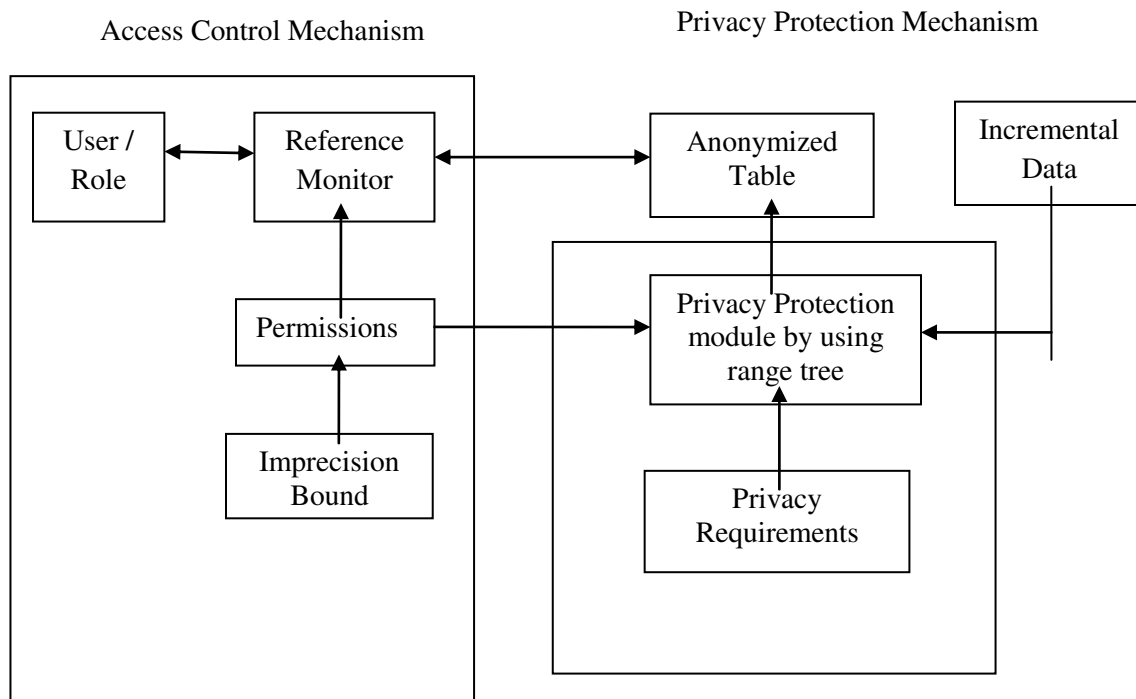 Access Control Mechanism
Privacy Protection Mechanism
User /
Role
Reference
Monitor
Anonymized
Table
Incremental
Data
Permissions
Privacy Protection
module by using
range tree
Imprecision
Bound
Privacy
Requirements